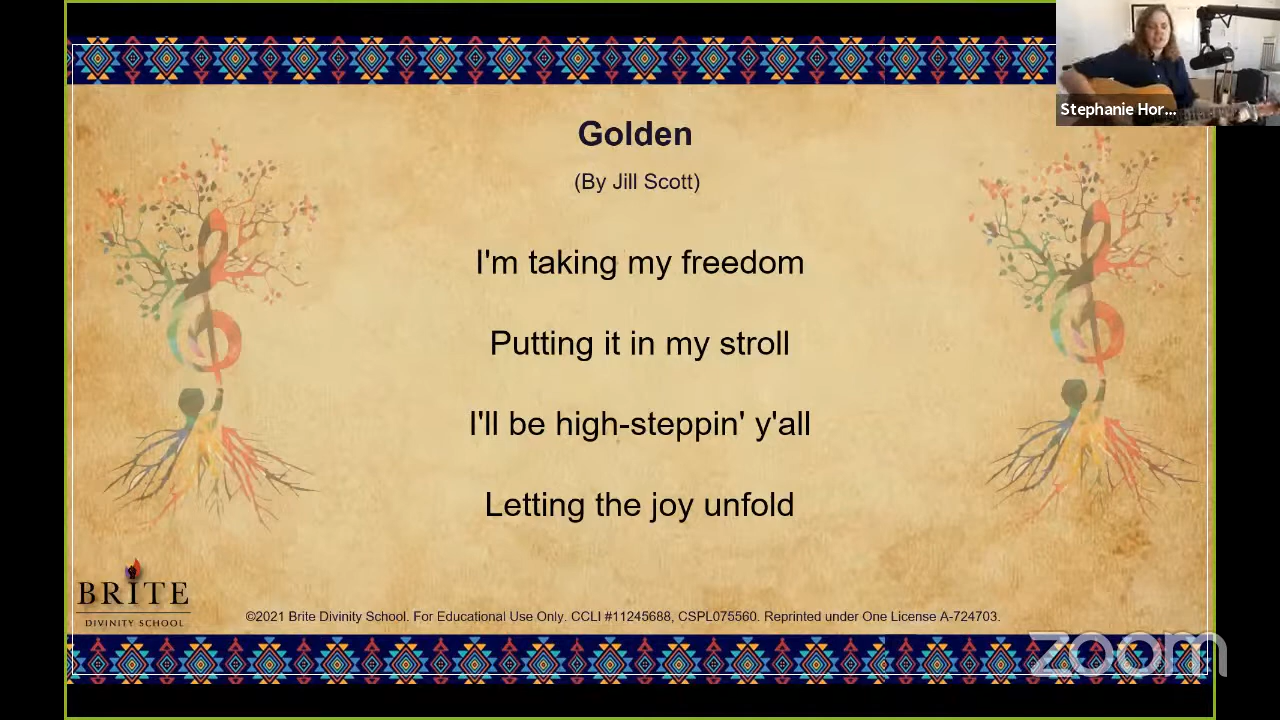 Golden
(By Jill Scott)
I'm taking my freedom
Putting it in my stroll
I'll be high-steppin' y'all
Letting the joy unfold
Stephanie Hor...
BRITE
DIVINITY SCHOOL
©2021 Brite Divinity School. For Educational Use Only. CCLI #11245688, CSPL075560. Reprinted under One License A-724703.
zoom